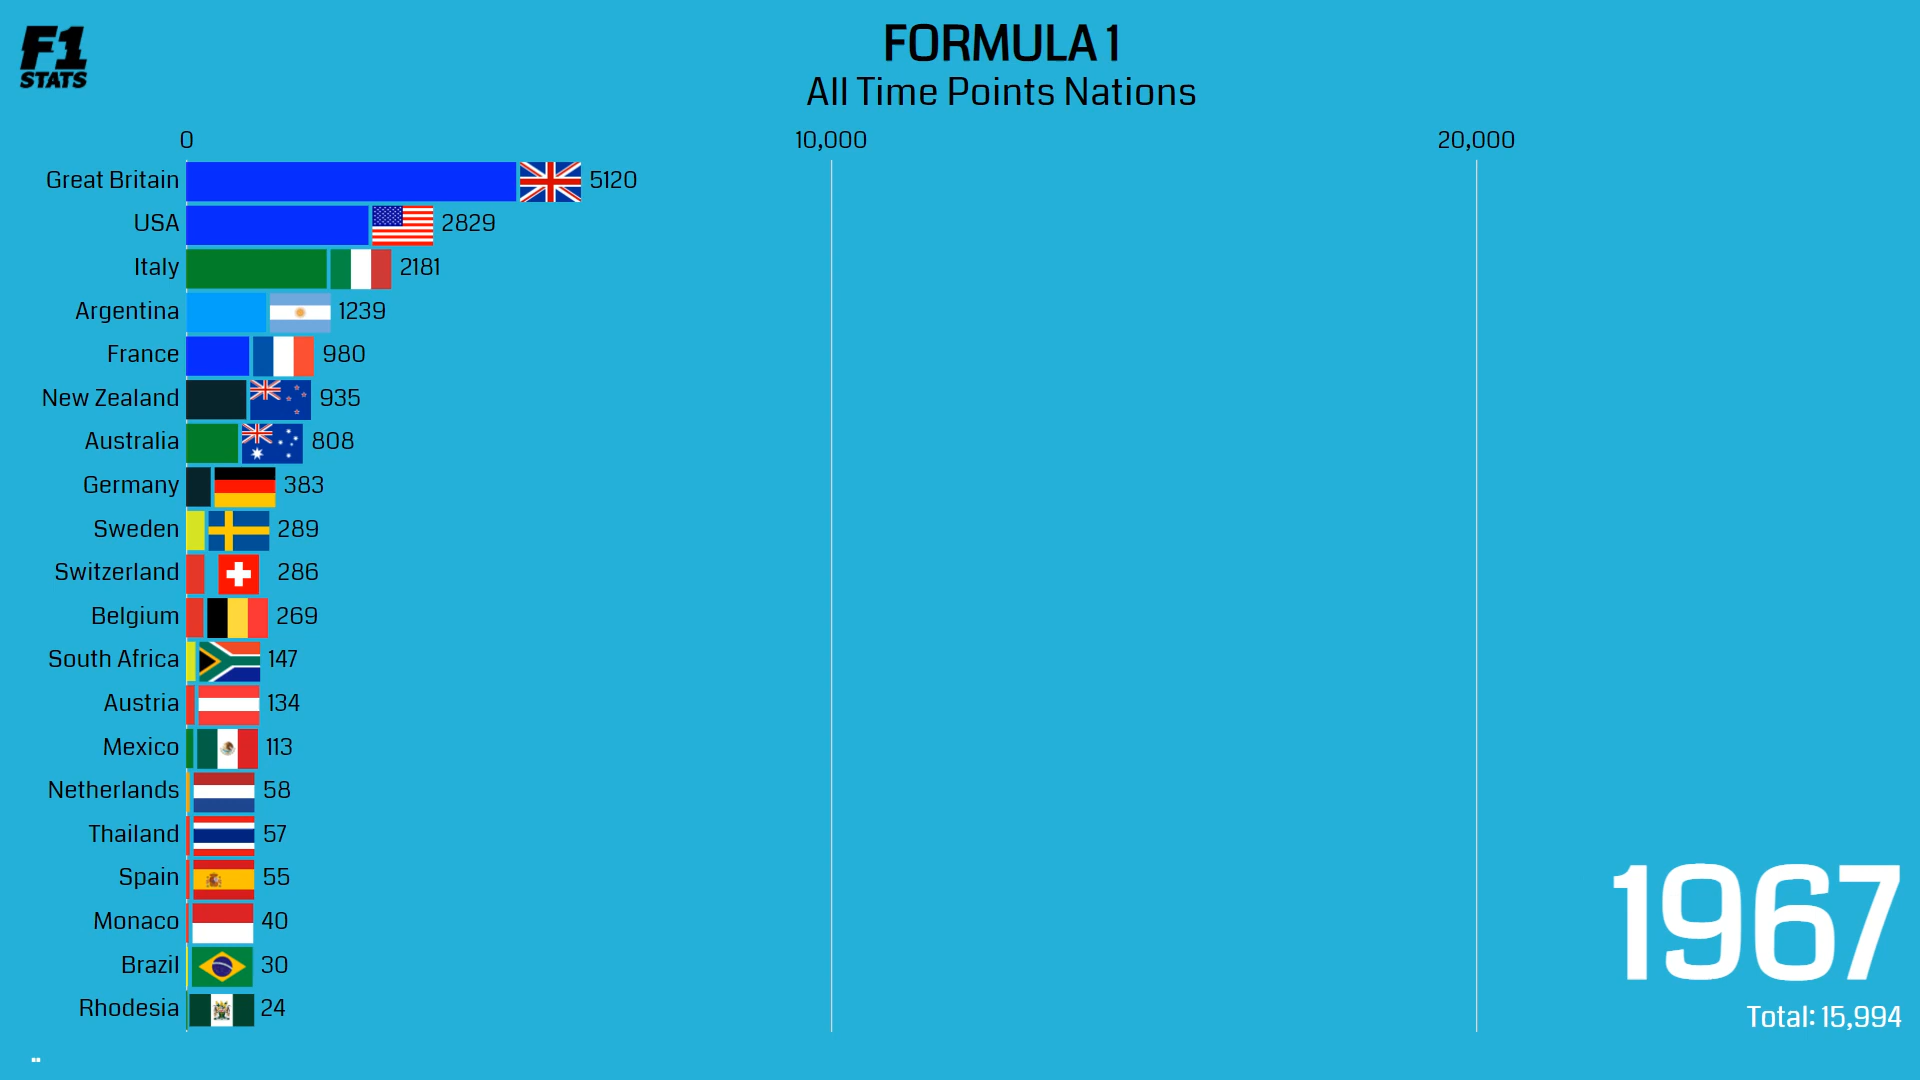 F1
STATS
FORMULA 1
All Time Points Nations
0 10,000 20,000
Great Britain 5120
USA 2829
Italy 2181
Argentina 1239
France 980
New Zealand 935
Australia 808
Germany 383
Sweden 289
Switzerland 286
Belgium 269
South Africa 147
Austria 134
Mexico 113
Netherlands 58
Thailand 57
Spain 55
Monaco 40
Brazil 30
Rhodesia 24
1967
Total: 15,994
..